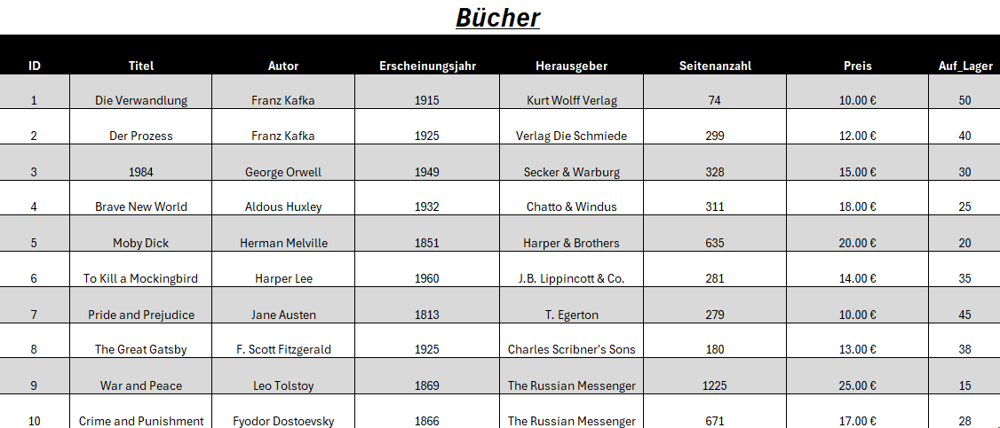 Bücher
ID Titel Autor Erscheinungsjahr Herausgeber Seitenanzahl Preis Auf_Lager
1 Die Verwandlung Franz Kafka 1915 Kurt Wolff Verlag 74 10.00 € 50
2 Der Prozess Franz Kafka 1925 Verlag Die Schmiede 299 12.00 € 40
3 1984 George Orwell 1949 Secker & Warburg 328 15.00 € 30
4 Brave New World Aldous Huxley 1932 Chatto & Windus 311 18.00 € 25
5 Moby Dick Herman Melville 1851 Harper & Brothers 635 20.00 € 20
6 To Kill a Mockingbird Harper Lee 1960 J.B. Lippincott & Co. 281 14.00 € 35
7 Pride and Prejudice Jane Austen 1813 T. Egerton 279 10.00 € 45
8 The Great Gatsby F. Scott Fitzgerald 1925 Charles Scribner's Sons 180 13.00 € 38
9 War and Peace Leo Tolstoy 1869 The Russian Messenger 1225 25.00 € 15
10 Crime and Punishment Fyodor Dostoevsky 1866 The Russian Messenger 671 17.00 € 28